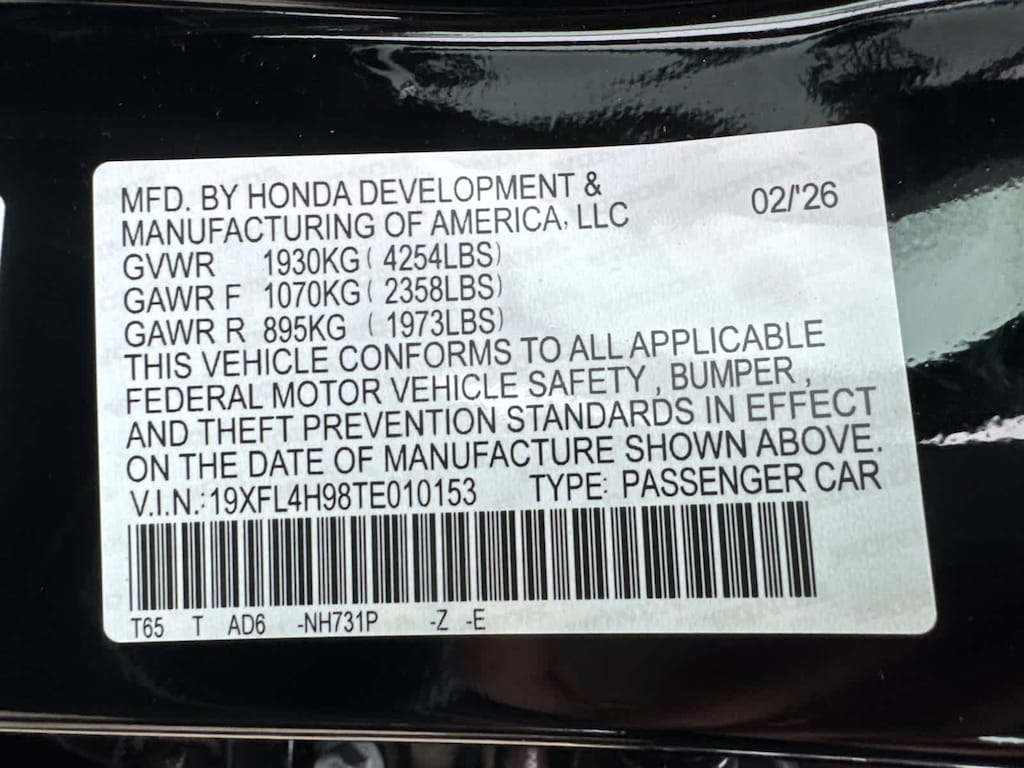 MFD. BY HONDA DEVELOPMENT &
MANUFACTURING OF AMERICA, LLC 02/'26
GVWR 1930KG ( 4254LBS)
GAWR F 1070KG ( 2358LBS)
GAWR R 895KG ( 1973LBS)
THIS VEHICLE CONFORMS TO ALL APPLICABLE
FEDERAL MOTOR VEHICLE SAFETY , BUMPER ,
AND THEFT PREVENTION STANDARDS IN EFFECT
ON THE DATE OF MANUFACTURE SHOWN ABOVE.
V.I.N.: 19XFL4H98TE010153 TYPE: PASSENGER CAR
T65 T AD6 -NH731P -Z -E